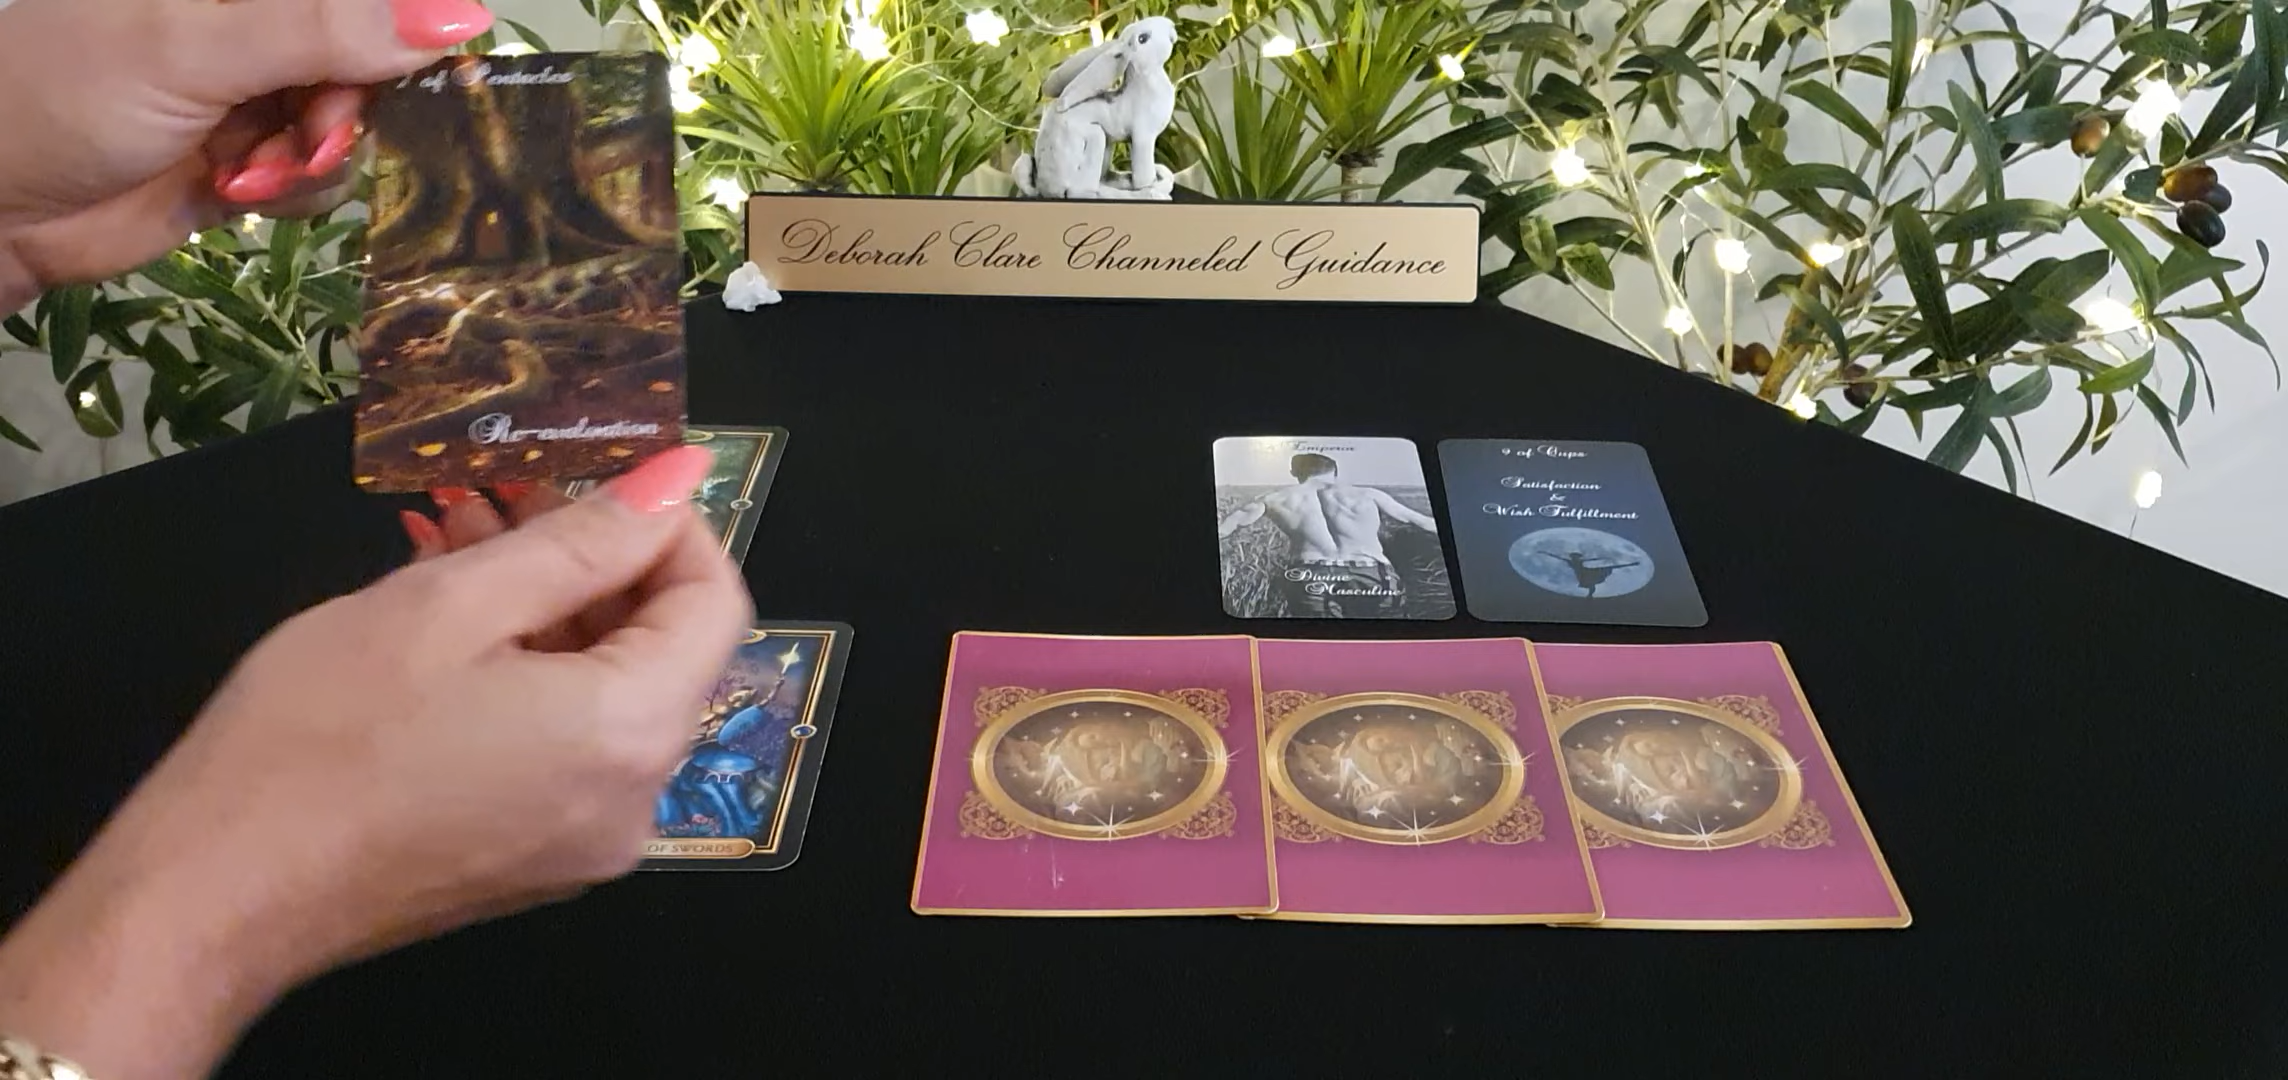 of Pentacles
Re-evaluation
Deborah Clare Channeled Guidance
Emperor
Divine
Masculine
9 of Cups
Satisfaction
&
Wish Fulfillment
OF SWORDS